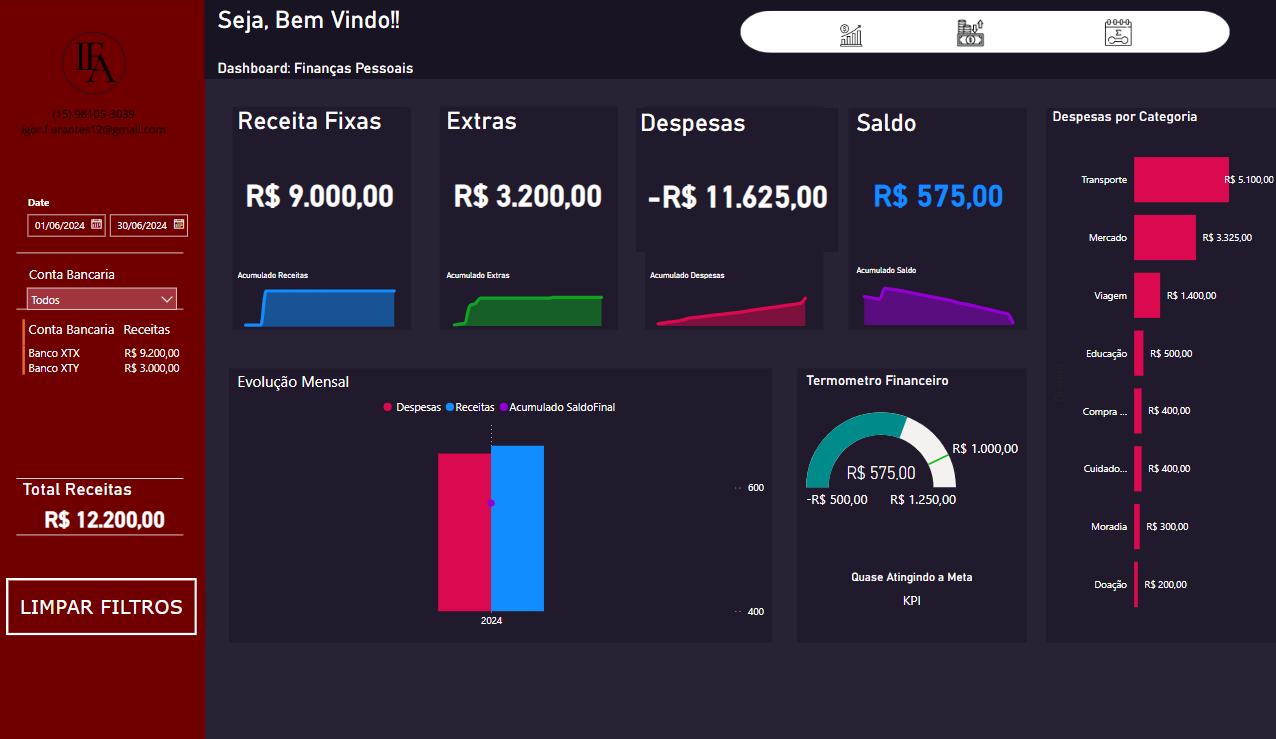 IFA
(15) 98105-3039
igor.f.arantes12@gmail.com
Date
01/06/2024 30/06/2024
Conta Bancaria
Todos
Conta Bancaria Receitas
Banco XTX R$ 9.200,00
Banco XTY R$ 3.000,00
Total Receitas
R$ 12.200,00
LIMPAR FILTROS
Seja, Bem Vindo!!
Dashboard: Finanças Pessoais
Receita Fixas
R$ 9.000,00
Acumulado Receitas
Extras
R$ 3.200,00
Acumulado Extras
Despesas
-R$ 11.625,00
Acumulado Despesas
Saldo
R$ 575,00
Acumulado Saldo
Evolução Mensal
Despesas Receitas Acumulado SaldoFinal
600
400
2024
Termometro Financeiro
R$ 1.000,00
R$ 575,00
-R$ 500,00 R$ 1.250,00
Quase Atingindo a Meta
KPI
Despesas por Categoria
Transporte R$ 5.100,00
Mercado R$ 3.325,00
Viagem R$ 1.400,00
Educação R$ 500,00
Compra ... R$ 400,00
Cuidado... R$ 400,00
Moradia R$ 300,00
Doação R$ 200,00